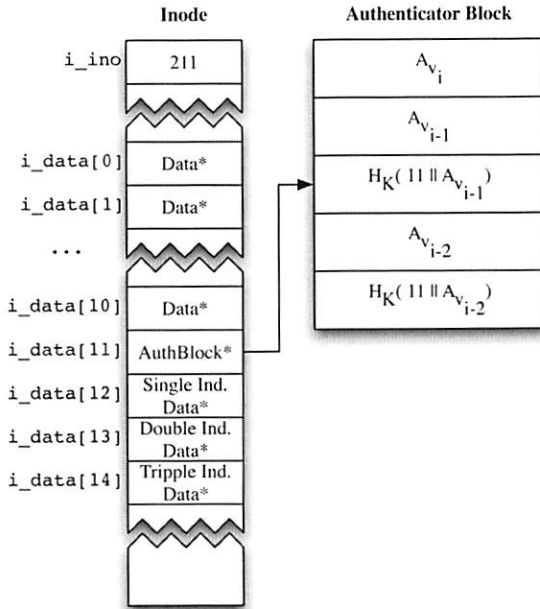 Inode
Authenticator Block
i_ino
211
i_data[0]
Data*
i_data[1]
Data*
...
i_data[10]
Data*
i_data[11]
AuthBlock*
i_data[12]
Single Ind.
Data*
i_data[13]
Double Ind.
Data*
i_data[14]
Tripple Ind.
Data*
A_{v_i}
A_{v_{i-1}}
H_K( 11 || A_{v_{i-1}})
A_{v_{i-2}}
H_K( 11 || A_{v_{i-2}})